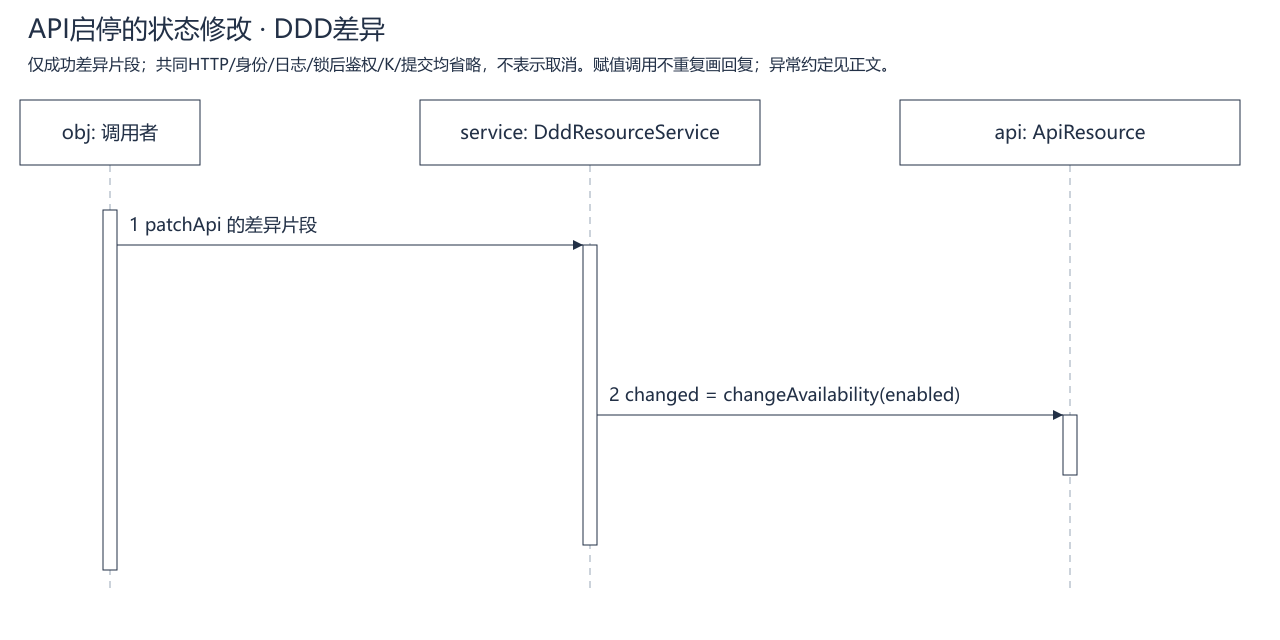 API启停的状态修改 · DDD差异
仅成功差异片段；共同HTTP/身份/日志/锁后鉴权/K/提交均省略，不表示取消。赋值调用不重复画回复；异常约定见正文。
obj: 调用者
service: DddResourceService
api: ApiResource
1 patchApi 的差异片段
2 changed = changeAvailability(enabled)